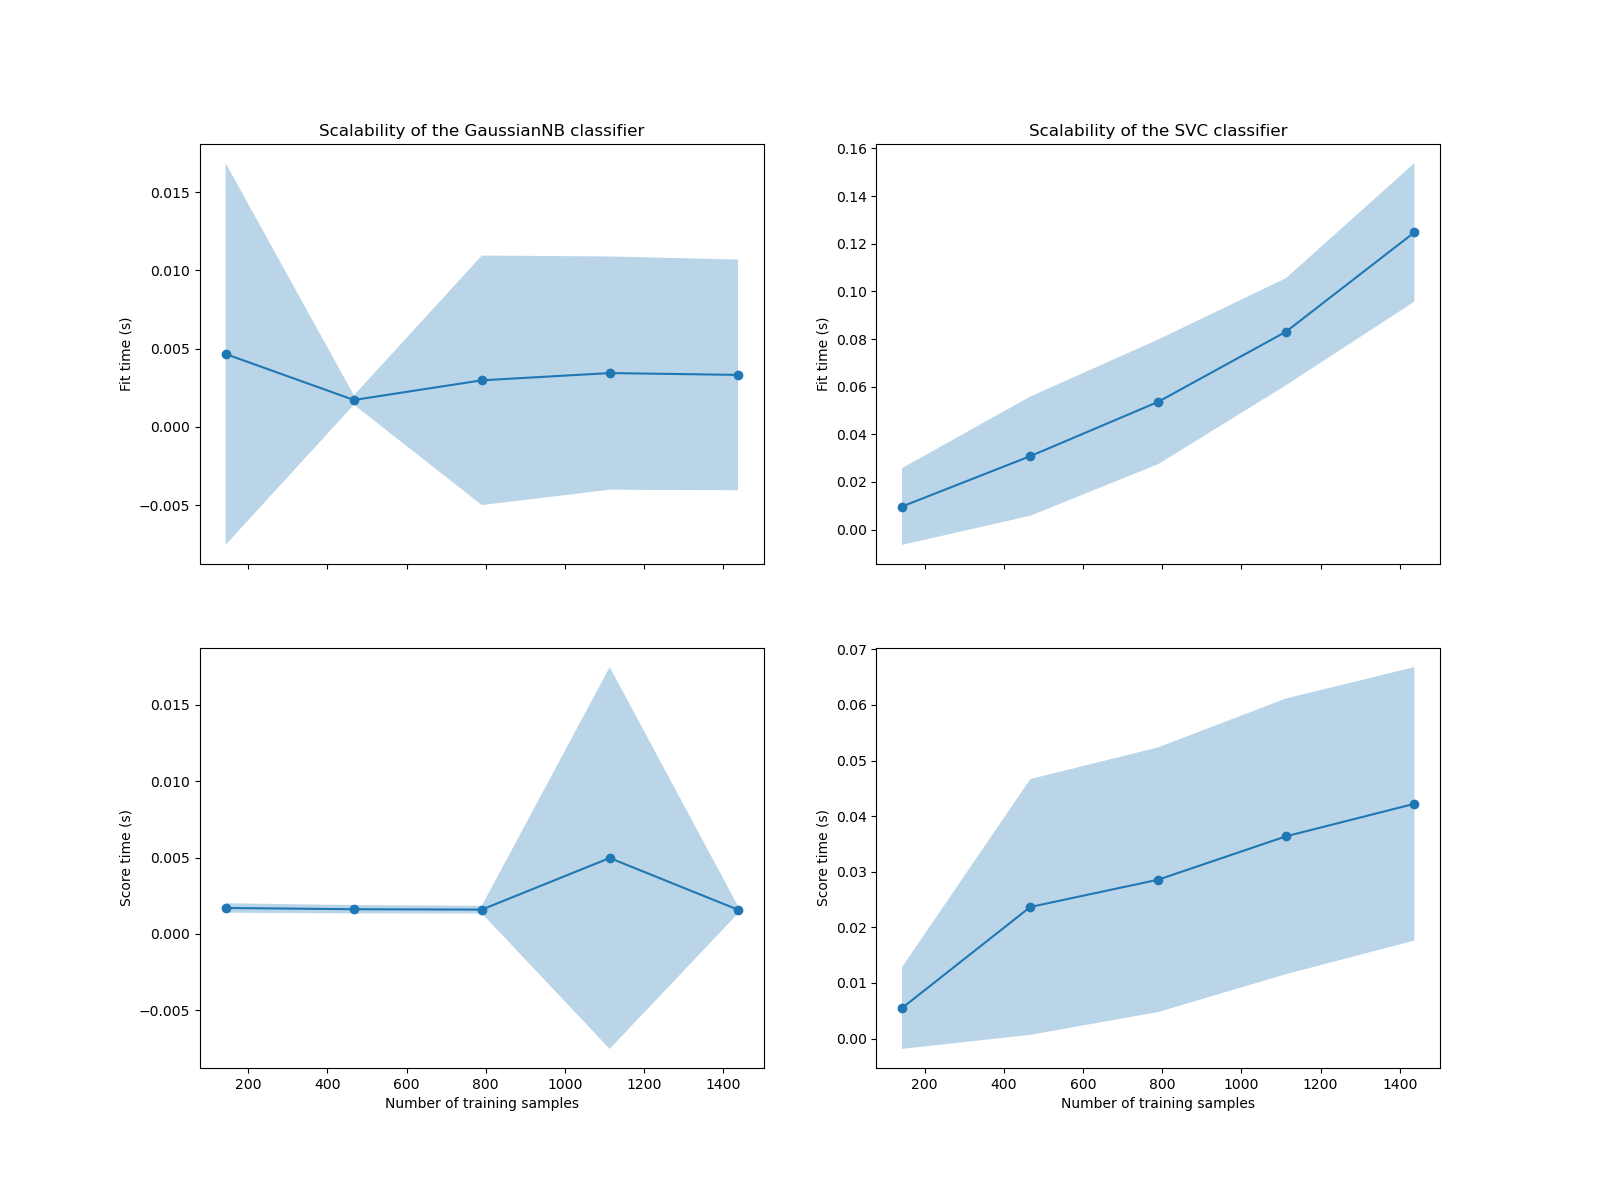 Scalability of the GaussianNB classifier
Fit time (s)
0.015
0.010
0.005
0.000
−0.005
Scalability of the SVC classifier
Fit time (s)
0.16
0.14
0.12
0.10
0.08
0.06
0.04
0.02
0.00
Score time (s)
0.015
0.010
0.005
0.000
−0.005
200 400 600 800 1000 1200 1400
Number of training samples
Score time (s)
0.07
0.06
0.05
0.04
0.03
0.02
0.01
0.00
200 400 600 800 1000 1200 1400
Number of training samples